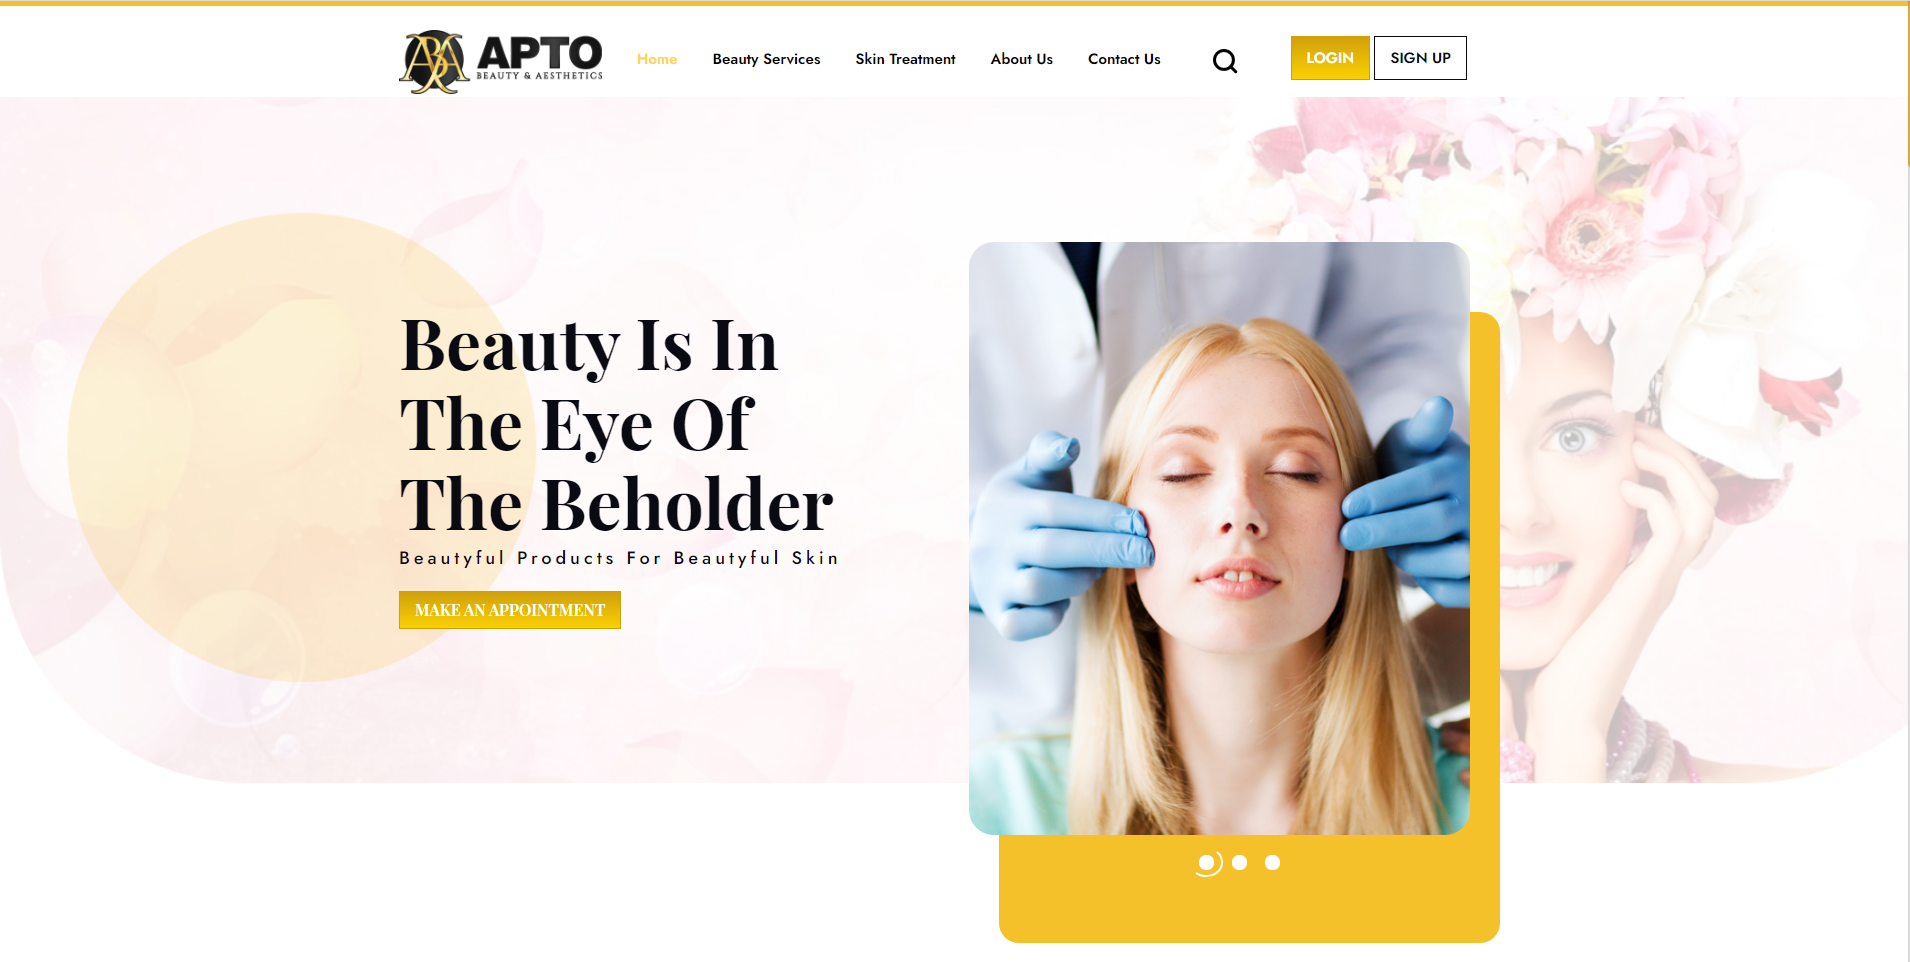 ABA APTO
BEAUTY & AESTHETICS
Home
Beauty Services
Skin Treatment
About Us
Contact Us
LOGIN
SIGN UP
Beauty Is In
The Eye Of
The Beholder
Beautyful Products For Beautyful Skin
MAKE AN APPOINTMENT